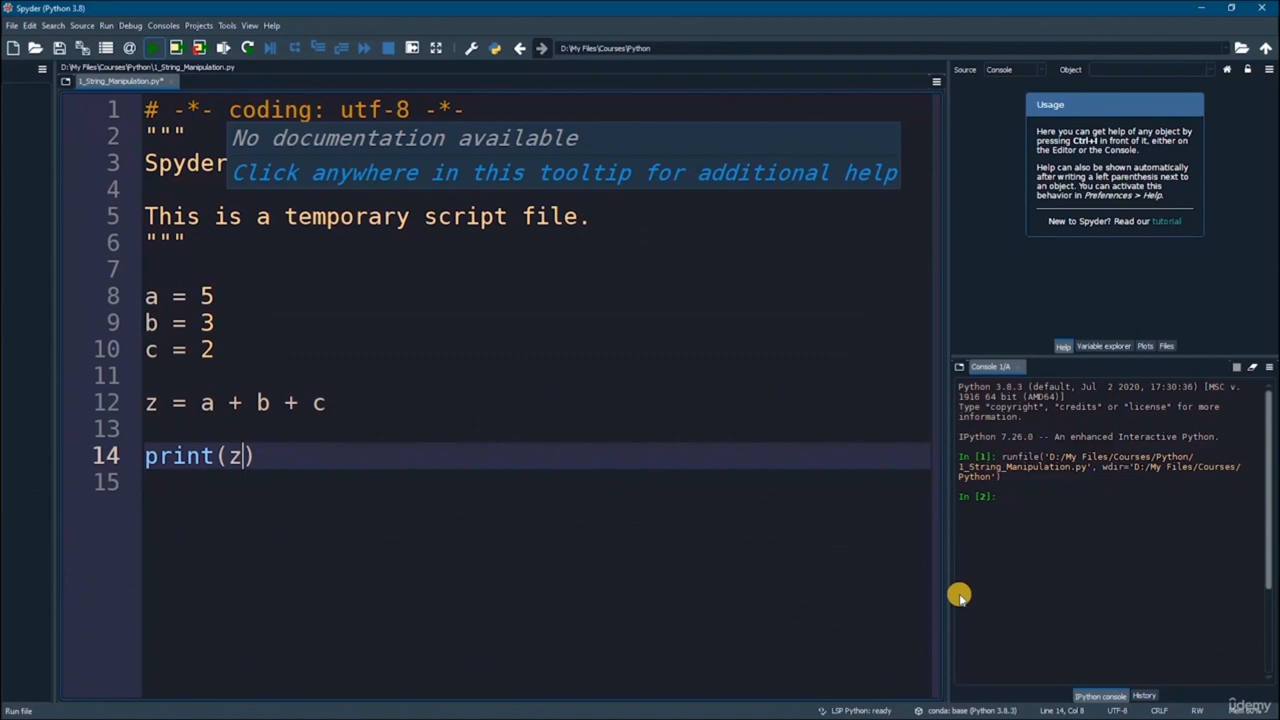 Spyder (Python 3.8)
File Edit Search Source Run Debug Consoles Projects Tools View Help
D:\My Files\Courses\Python
D:\My Files\Courses\Python\1_String_Manipulation.py
1_String_Manipulation.py*
1 # -*- coding: utf-8 -*-
2 """
No documentation available
3 Spyder
Click anywhere in this tooltip for additional help
4
5 This is a temporary script file.
6 """
7
8 a = 5
9 b = 3
10 c = 2
11
12 z = a + b + c
13
14 print(z)
15
Source Console Object
Usage
Here you can get help of any object by
pressing Ctrl+I in front of it, either on
the Editor or the Console.
Help can also be shown automatically
after writing a left parenthesis next to
an object. You can activate this
behavior in Preferences > Help.
New to Spyder? Read our tutorial
Help Variable explorer Plots Files
Console 1/A
Python 3.8.3 (default, Jul 2 2020, 17:30:36) [MSC v.
1916 64 bit (AMD64)]
Type "copyright", "credits" or "license" for more
information.
IPython 7.26.0 -- An enhanced Interactive Python.
In [1]: runfile('D:/My Files/Courses/Python/
1_String_Manipulation.py', wdir='D:/My Files/Courses/
Python')
In [2]:
IPython console History
Run file
LSP Python: ready conda: base (Python 3.8.3) Line 14, Col 8 UTF-8 CRLF RW
udemy